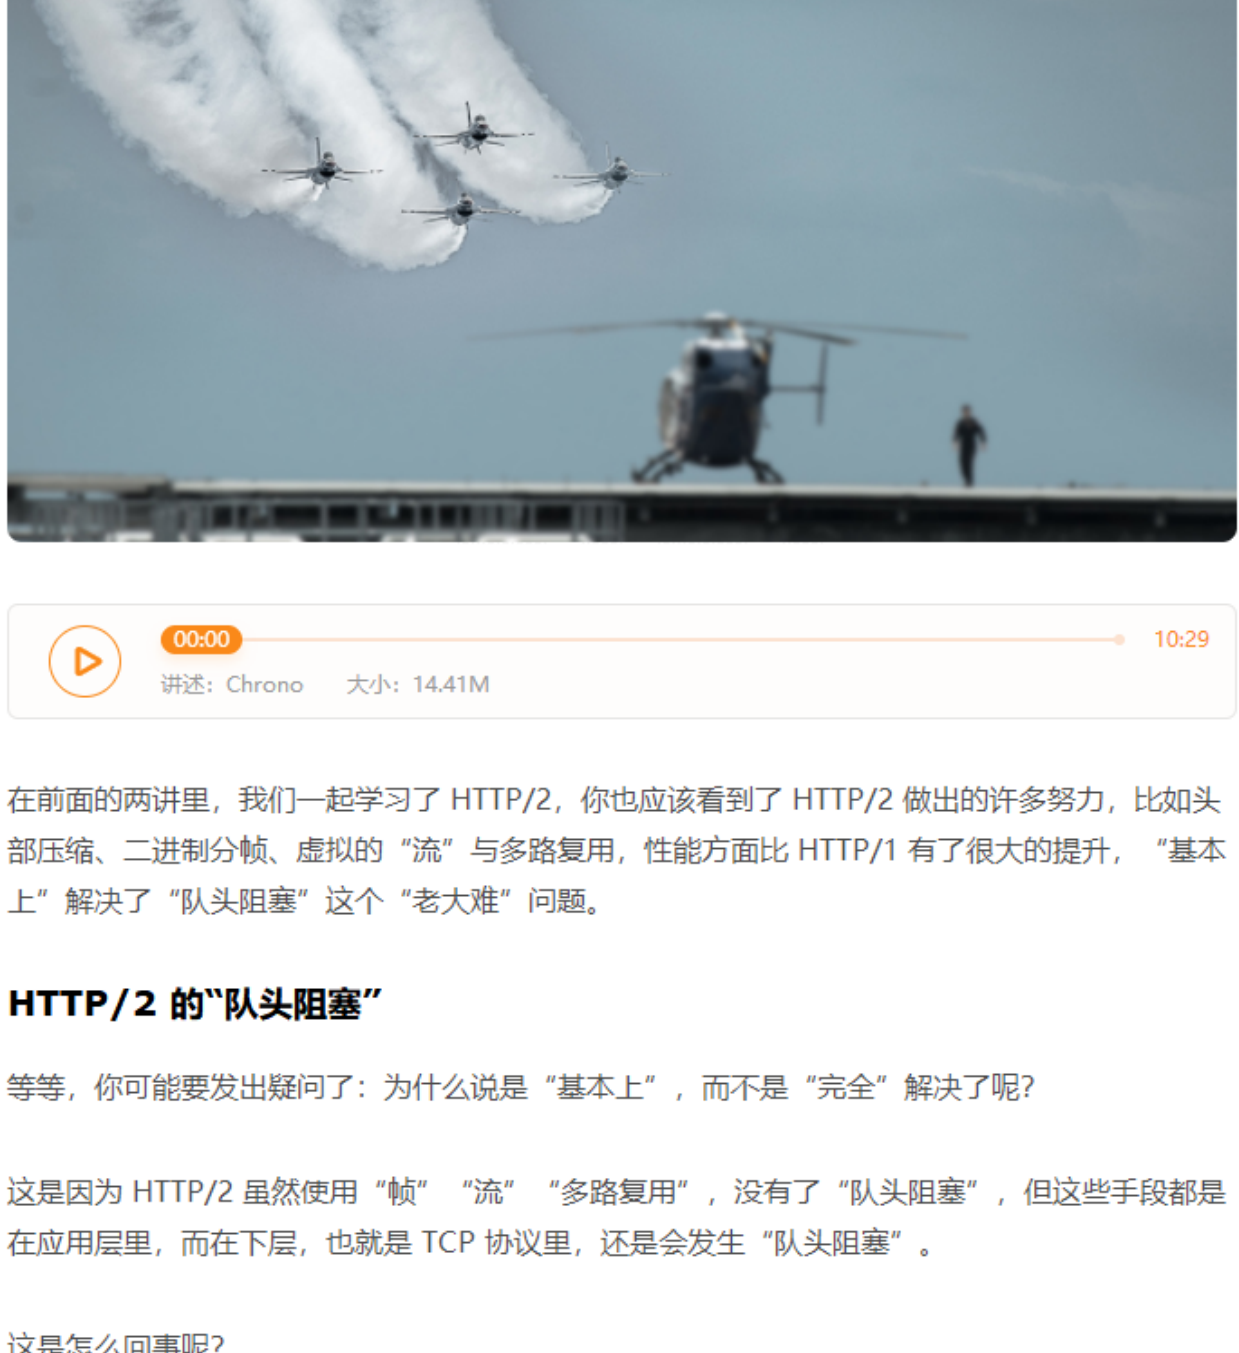 00:00
10:29
讲述：Chrono 大小：14.41M
在前面的两讲里，我们一起学习了 HTTP/2，你也应该看到了 HTTP/2 做出的许多努力，比如头
部压缩、二进制分帧、虚拟的“流”与多路复用，性能方面比 HTTP/1 有了很大的提升，“基本
上”解决了“队头阻塞”这个“老大难”问题。
HTTP/2 的“队头阻塞”
等等，你可能要发出疑问了：为什么说是“基本上”，而不是“完全”解决了呢？
这是因为 HTTP/2 虽然使用“帧”“流”“多路复用”，没有了“队头阻塞”，但这些手段都是
在应用层里，而在下层，也就是 TCP 协议里，还是会发生“队头阻塞”。
这是怎么回事呢？